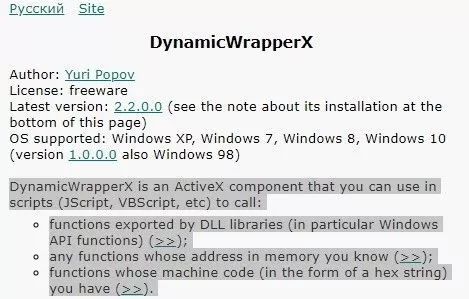 Русский Site
DynamicWrapperX
Author: Yuri Popov
License: freeware
Latest version: 2.2.0.0 (see the note about its installation at the
bottom of this page)
OS supported: Windows XP, Windows 7, Windows 8, Windows 10
(version 1.0.0.0 also Windows 98)
DynamicWrapperX is an ActiveX component that you can use in
scripts (JScript, VBScript, etc) to call:
functions exported by DLL libraries (in particular Windows
API functions) (>>);
any functions whose address in memory you know (>>);
functions whose machine code (in the form of a hex string)
you have (>>).